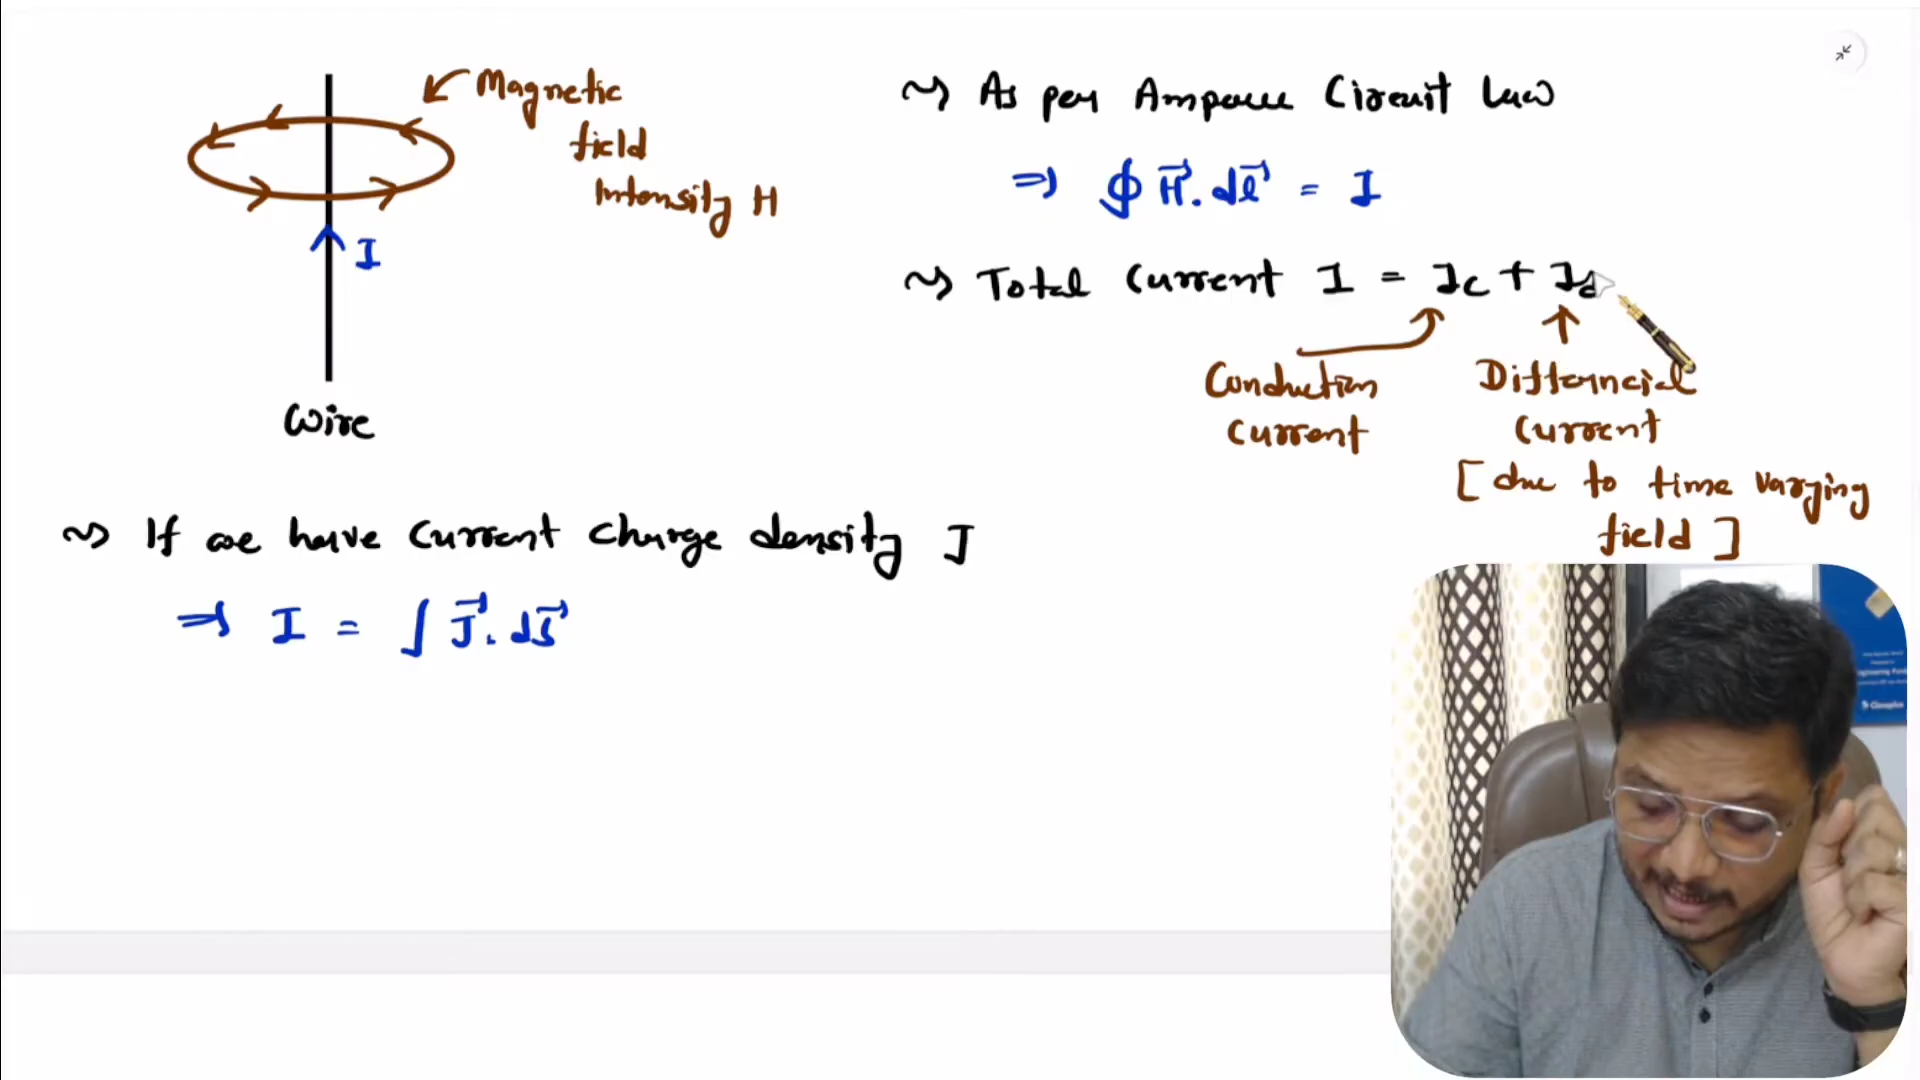 Magnetic
field
Intensity H
I
Wire
~> As per Ampere Circuit Law
⇒ ∮ H⃗ . dl⃗ = I
~> Total Current I = Ic + Id
Conduction
Current
Differncial
Current
[ due to time varying
field ]
~> If we have Current Charge density J
⇒ I = ∫ J⃗ . dS⃗